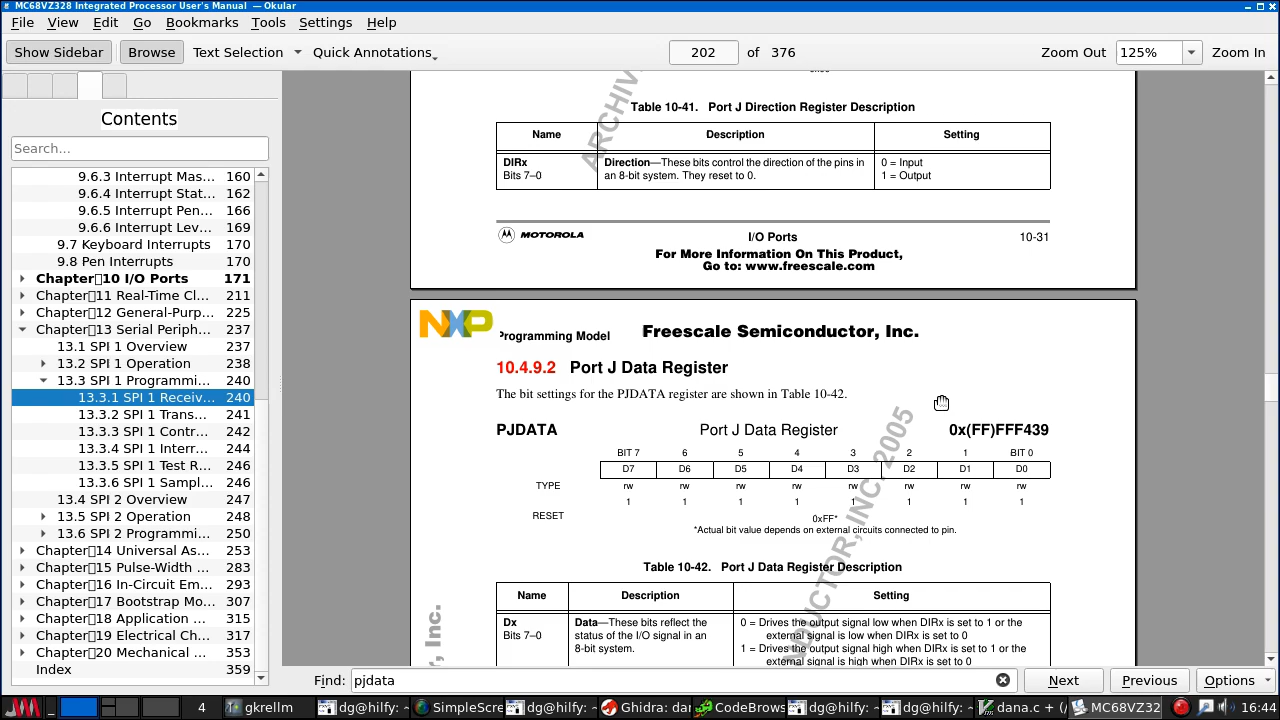 MC68VZ328 Integrated Processor User's Manual — Okular
File View Edit Go Bookmarks Tools Settings Help
Show Sidebar Browse Text Selection Quick Annotations 202 of 376 Zoom Out 125% Zoom In
Contents
Search...
9.6.3 Interrupt Mas... 160
9.6.4 Interrupt Stat... 162
9.6.5 Interrupt Pen... 166
9.6.6 Interrupt Lev... 169
9.7 Keyboard Interrupts 170
9.8 Pen Interrupts 170
Chapter 10 I/O Ports 171
Chapter 11 Real-Time Cl... 211
Chapter 12 General-Purp... 225
Chapter 13 Serial Periph... 237
13.1 SPI 1 Overview 237
13.2 SPI 1 Operation 238
13.3 SPI 1 Programmi... 240
13.3.1 SPI 1 Receiv... 240
13.3.2 SPI 1 Trans... 241
13.3.3 SPI 1 Contr... 242
13.3.4 SPI 1 Interr... 244
13.3.5 SPI 1 Test R... 246
13.3.6 SPI 1 Sampl... 246
13.4 SPI 2 Overview 247
13.5 SPI 2 Operation 248
13.6 SPI 2 Programmi... 250
Chapter 14 Universal As... 253
Chapter 15 Pulse-Width ... 283
Chapter 16 In-Circuit Em... 293
Chapter 17 Bootstrap Mo... 307
Chapter 18 Application ... 315
Chapter 19 Electrical Ch... 317
Chapter 20 Mechanical ... 353
Index 359
ARCHIV
Table 10-41. Port J Direction Register Description
Name Description Setting
DIRx Direction—These bits control the direction of the pins in 0 = Input
Bits 7–0 an 8-bit system. They reset to 0. 1 = Output
MOTOROLA I/O Ports 10-31
For More Information On This Product,
Go to: www.freescale.com
NXP Programming Model Freescale Semiconductor, Inc.
10.4.9.2 Port J Data Register
The bit settings for the PJDATA register are shown in Table 10-42.
PJDATA Port J Data Register 0x(FF)FFF439
BIT 7 6 5 4 3 2 1 BIT 0
D7 D6 D5 D4 D3 D2 D1 D0
TYPE rw rw rw rw rw rw rw rw
1 1 1 1 1 1 1 1
RESET 0xFF*
*Actual bit value depends on external circuits connected to pin.
NDUCTOR, INC. 2005
Table 10-42. Port J Data Register Description
Name Description Setting
Dx Data—These bits reflect the 0 = Drives the output signal low when DIRx is set to 1 or the
Bits 7–0 status of the I/O signal in an external signal is low when DIRx is set to 0
8-bit system. 1 = Drives the output signal high when DIRx is set to 1 or the
external signal is high when DIRx is set to 0
r, Inc.
Find: pjdata Next Previous Options
4 gkrellm dg@hilfy: ~ SimpleScre dg@hilfy: ~ Ghidra: dar CodeBrows dg@hilfy: ~ dg@hilfy: ~ dana.c + (/ MC68VZ32 16:44